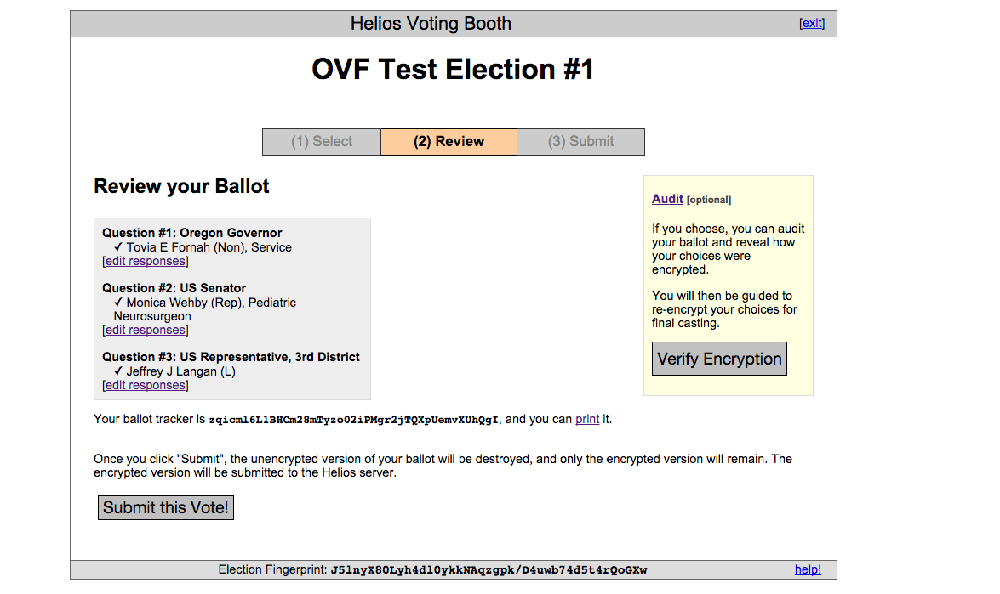 Helios Voting Booth
[exit]
OVF Test Election #1
(1) Select
(2) Review
(3) Submit
Review your Ballot
Question #1: Oregon Governor
✓ Tovia E Fornah (Non), Service
[edit responses]
Question #2: US Senator
✓ Monica Wehby (Rep), Pediatric
Neurosurgeon
[edit responses]
Question #3: US Representative, 3rd District
✓ Jeffrey J Langan (L)
[edit responses]
Audit [optional]
If you choose, you can audit
your ballot and reveal how
your choices were
encrypted.
You will then be guided to
re-encrypt your choices for
final casting.
Verify Encryption
Your ballot tracker is zqicml6L1BHCm28mTyzoO2iPMgr2jTQXpUemvXUhQgI, and you can print it.
Once you click "Submit", the unencrypted version of your ballot will be destroyed, and only the encrypted version will remain. The
encrypted version will be submitted to the Helios server.
Submit this Vote!
Election Fingerprint: J5lnyX80Lyh4dl0ykkNAqzgpk/D4uwb74d5t4rQoGXw
help!